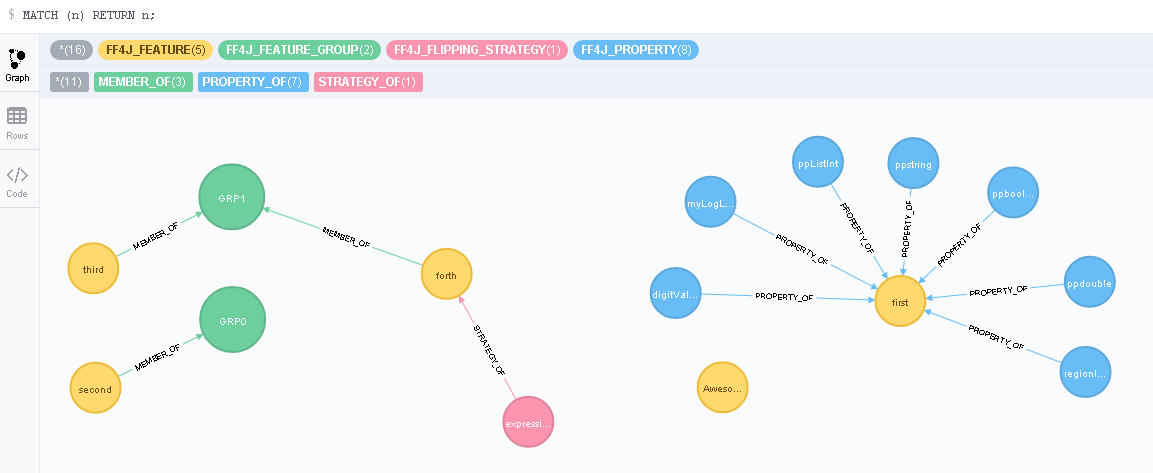 $ MATCH (n) RETURN n;
*(16) FF4J_FEATURE(5) FF4J_FEATURE_GROUP(2) FF4J_FLIPPING_STRATEGY(1) FF4J_PROPERTY(8)
*(11) MEMBER_OF(3) PROPERTY_OF(7) STRATEGY_OF(1)
Graph
Rows
Code
GRP1
MEMBER_OF
third
MEMBER_OF
forth
GRP0
MEMBER_OF
second
STRATEGY_OF
expressi...
ppListInt
ppstring
ppbool...
myLogL...
digitVal...
ppdouble
regionI...
PROPERTY_OF
PROPERTY_OF
PROPERTY_OF
PROPERTY_OF
PROPERTY_OF
PROPERTY_OF
PROPERTY_OF
first
Aweso...